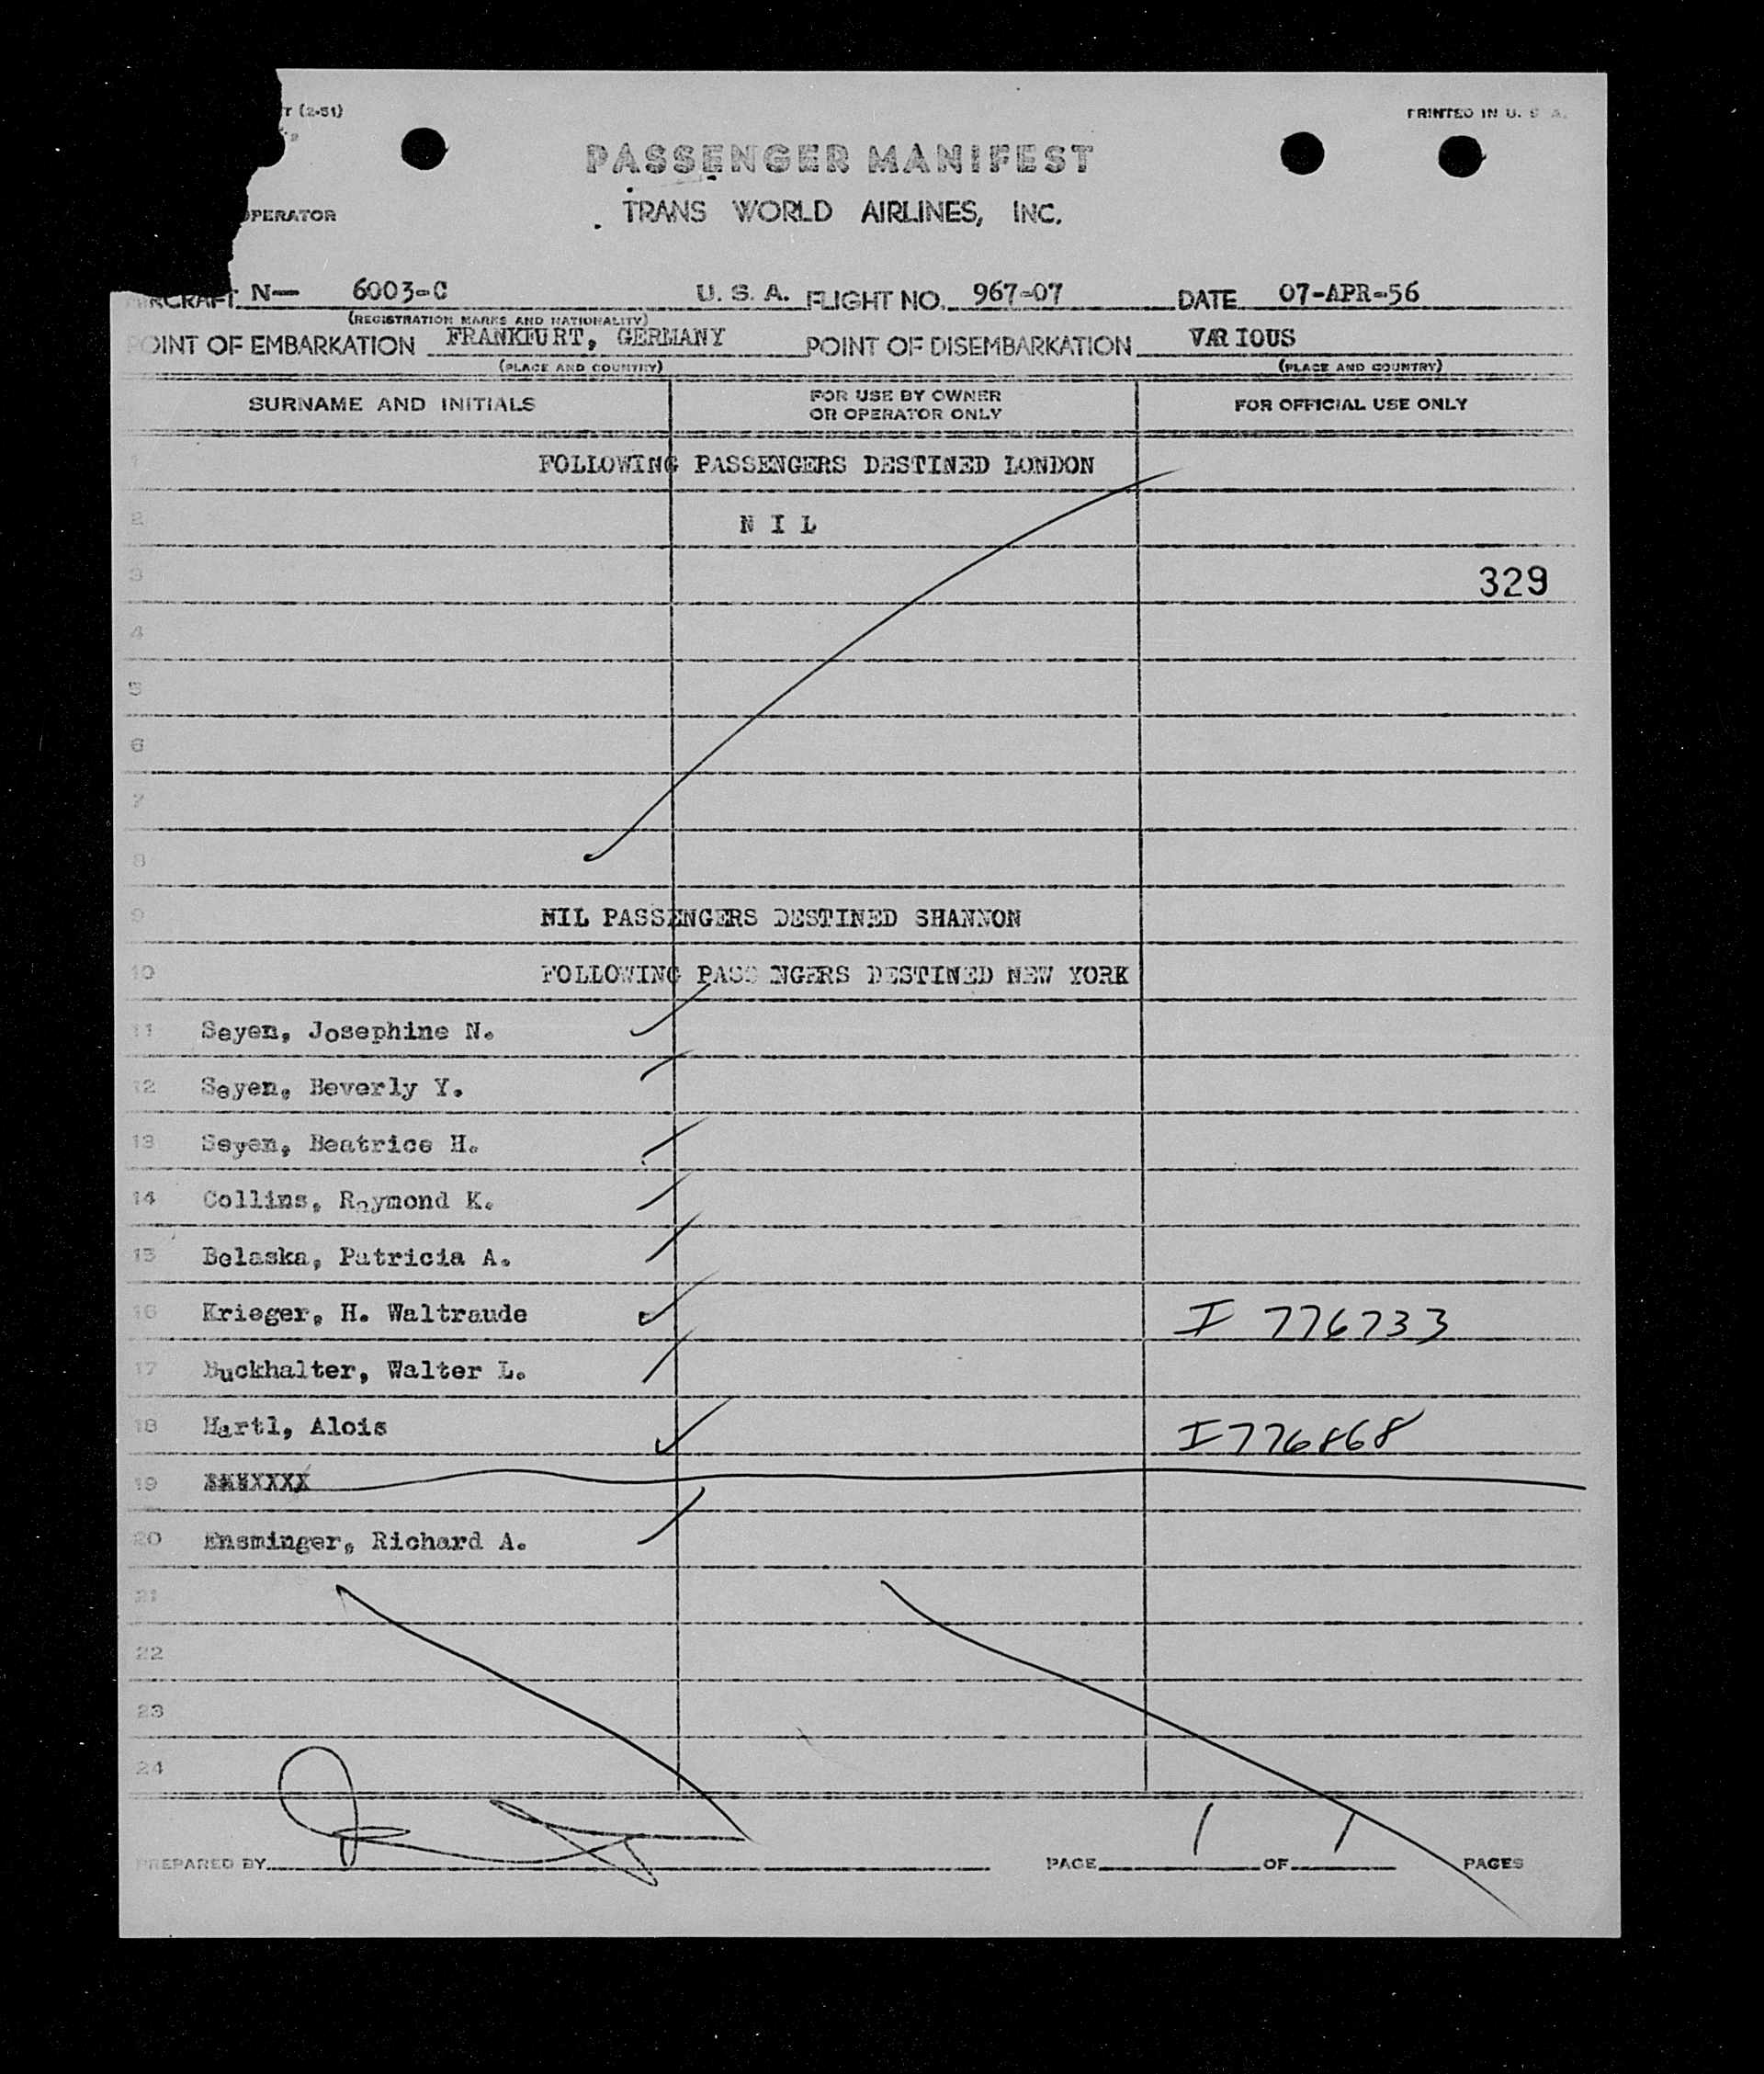 T (2-51)
PRINTED IN U. S. A.
PASSENGER MANIFEST
OPERATOR
TRANS WORLD AIRLINES, INC.
AIRCRAFT N— 6003-C U. S. A. FLIGHT NO. 967-07 DATE 07-APR-56
(REGISTRATION MARKS AND NATIONALITY)
POINT OF EMBARKATION FRANKFURT, GERMANY POINT OF DISEMBARKATION VARIOUS
(PLACE AND COUNTRY) (PLACE AND COUNTRY)
SURNAME AND INITIALS FOR USE BY OWNER OR OPERATOR ONLY FOR OFFICIAL USE ONLY
1 FOLLOWING PASSENGERS DESTINED LONDON
2 N I L
3 329
4
5
6
7
8
9 NIL PASSENGERS DESTINED SHANNON
10 FOLLOWING PASSENGERS DESTINED NEW YORK
11 Seyen, Josephine N.
12 Seyen, Beverly Y.
13 Seyen, Beatrice H.
14 Collins, Raymond K.
15 Belaska, Patricia A.
16 Krieger, H. Waltraude I 776733
17 Buckhalter, Walter L.
18 Hartl, Alois I 776868
19
20 Ensminger, Richard A.
21
22
23
24
PREPARED BY PAGE 1 OF 1 PAGES